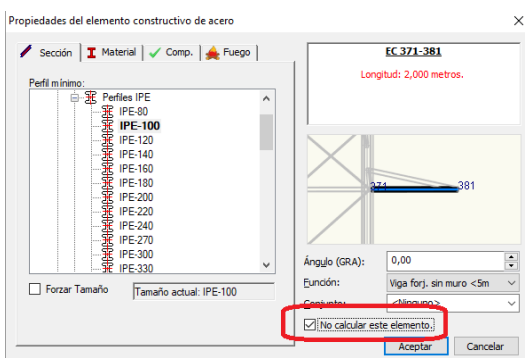 Propiedades del elemento constructivo de acero
Sección
Material
Comp.
Fuego
Perfil mínimo:
Perfiles IPE
IPE-80
IPE-100
IPE-120
IPE-140
IPE-160
IPE-180
IPE-200
IPE-220
IPE-240
IPE-270
IPE-300
IPE-330
Forzar Tamaño
Tamaño actual: IPE-100
EC 371-381
Longitud: 2,000 metros.
371
381
Ángulo (GRA):
0,00
Función:
Viga forj. sin muro <5m
Conjunto:
<Ninguno>
No calcular este elemento.
Aceptar
Cancelar